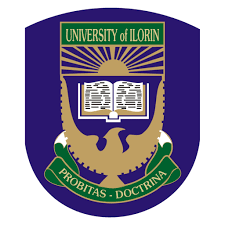 UNIVERSITY of ILORIN
PROBITAS - DOCTRINA